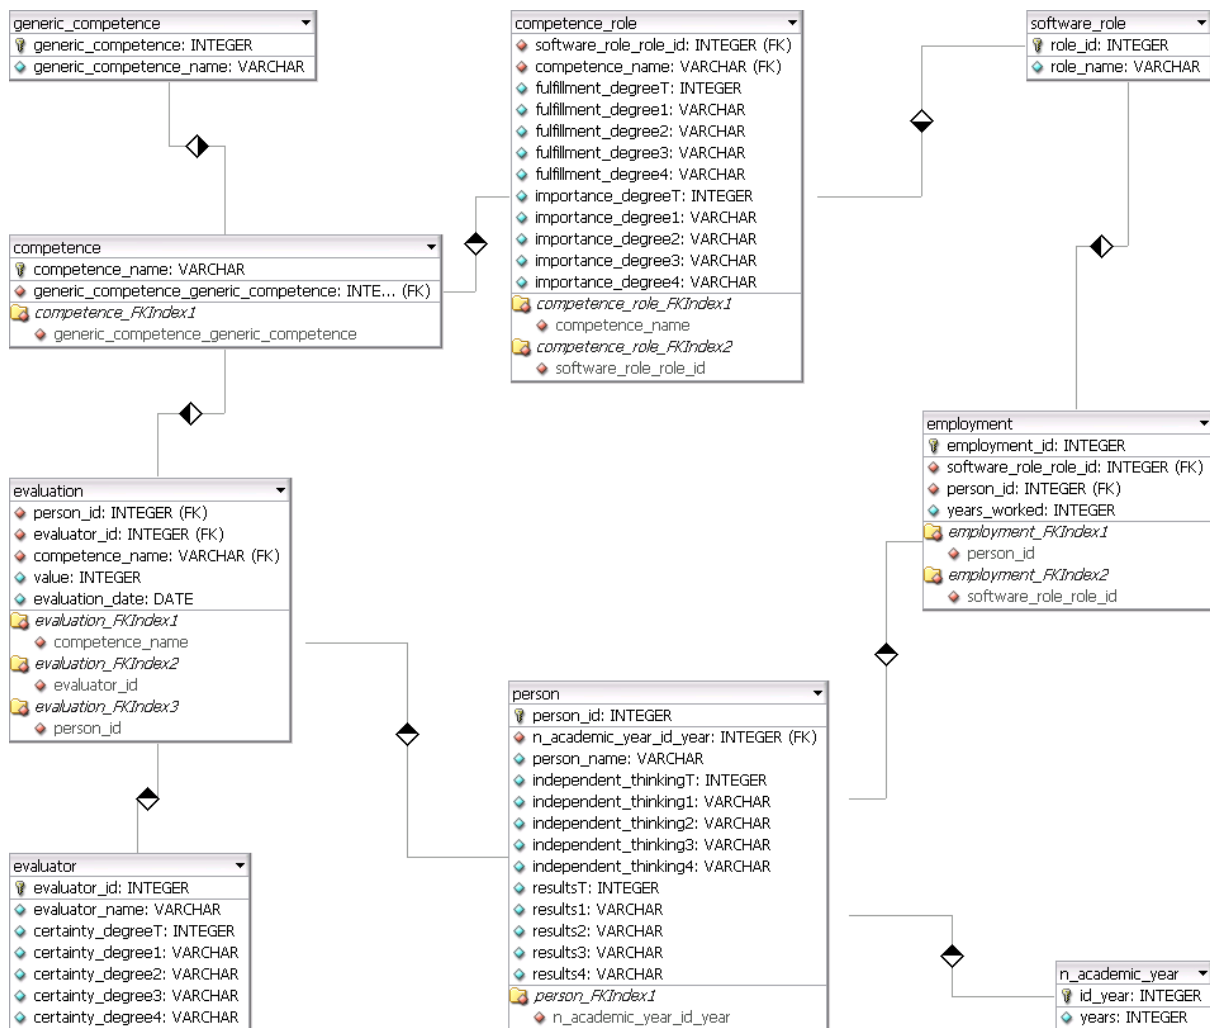 generic_competence
generic_competence: INTEGER
generic_competence_name: VARCHAR
competence_role
software_role_role_id: INTEGER (FK)
competence_name: VARCHAR (FK)
fulfillment_degreeT: INTEGER
fulfillment_degree1: VARCHAR
fulfillment_degree2: VARCHAR
fulfillment_degree3: VARCHAR
fulfillment_degree4: VARCHAR
importance_degreeT: INTEGER
importance_degree1: VARCHAR
importance_degree2: VARCHAR
importance_degree3: VARCHAR
importance_degree4: VARCHAR
competence_role_FKIndex1
competence_name
competence_role_FKIndex2
software_role_role_id
software_role
role_id: INTEGER
role_name: VARCHAR
competence
competence_name: VARCHAR
generic_competence_generic_competence: INTE... (FK)
competence_FKIndex1
generic_competence_generic_competence
employment
employment_id: INTEGER
software_role_role_id: INTEGER (FK)
person_id: INTEGER (FK)
years_worked: INTEGER
employment_FKIndex1
person_id
employment_FKIndex2
software_role_role_id
evaluation
person_id: INTEGER (FK)
evaluator_id: INTEGER (FK)
competence_name: VARCHAR (FK)
value: INTEGER
evaluation_date: DATE
evaluation_FKIndex1
competence_name
evaluation_FKIndex2
evaluator_id
evaluation_FKIndex3
person_id
person
person_id: INTEGER
n_academic_year_id_year: INTEGER (FK)
person_name: VARCHAR
independent_thinkingT: INTEGER
independent_thinking1: VARCHAR
independent_thinking2: VARCHAR
independent_thinking3: VARCHAR
independent_thinking4: VARCHAR
resultsT: INTEGER
results1: VARCHAR
results2: VARCHAR
results3: VARCHAR
results4: VARCHAR
person_FKIndex1
n_academic_year_id_year
evaluator
evaluator_id: INTEGER
evaluator_name: VARCHAR
certainty_degreeT: INTEGER
certainty_degree1: VARCHAR
certainty_degree2: VARCHAR
certainty_degree3: VARCHAR
certainty_degree4: VARCHAR
n_academic_year
id_year: INTEGER
years: INTEGER